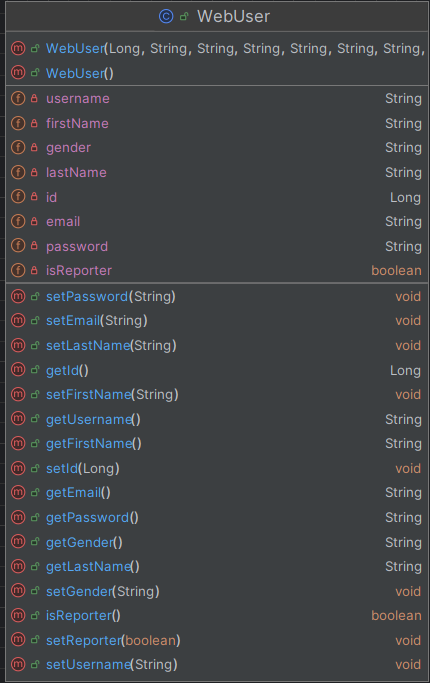 WebUser
WebUser(Long, String, String, String, String, String, String,
WebUser()
username String
firstName String
gender String
lastName String
id Long
email String
password String
isReporter boolean
setPassword(String) void
setEmail(String) void
setLastName(String) void
getId() Long
setFirstName(String) void
getUsername() String
getFirstName() String
setId(Long) void
getEmail() String
getPassword() String
getGender() String
getLastName() String
setGender(String) void
isReporter() boolean
setReporter(boolean) void
setUsername(String) void